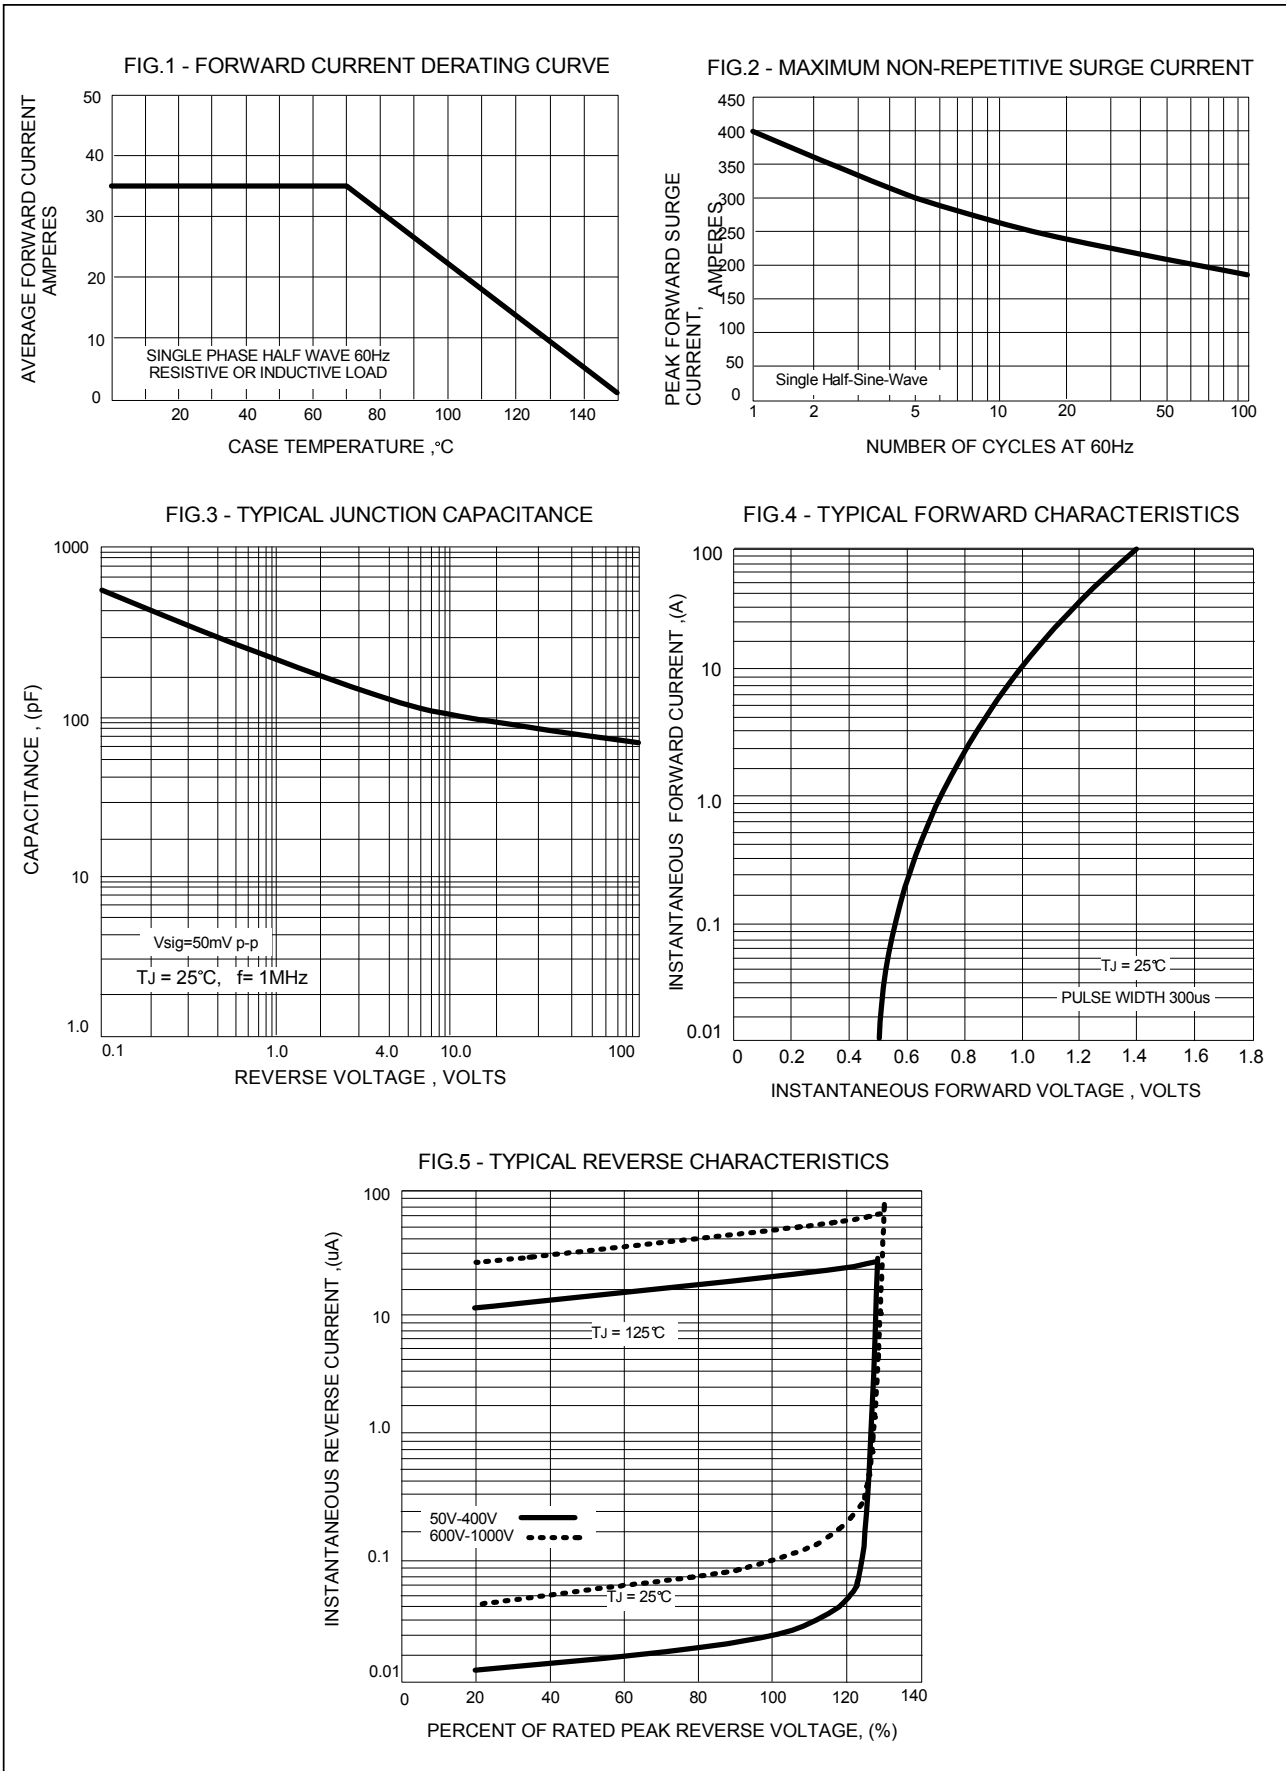 FIG.1 - FORWARD CURRENT DERATING CURVE
AVERAGE FORWARD CURRENT
AMPERES
50
40
30
20
10
0
SINGLE PHASE HALF WAVE 60Hz
RESISTIVE OR INDUCTIVE LOAD
20 40 60 80 100 120 140
CASE TEMPERATURE ,°C
FIG.2 - MAXIMUM NON-REPETITIVE SURGE CURRENT
PEAK FORWARD SURGE
CURRENT, AMPERES
450
400
350
300
250
200
150
100
50
0
Single Half-Sine-Wave
1 2 5 10 20 50 100
NUMBER OF CYCLES AT 60Hz
FIG.3 - TYPICAL JUNCTION CAPACITANCE
CAPACITANCE , (pF)
1000
100
10
1.0
Vsig=50mV p-p
TJ = 25°C, f= 1MHz
0.1 1.0 4.0 10.0 100
REVERSE VOLTAGE , VOLTS
FIG.4 - TYPICAL FORWARD CHARACTERISTICS
INSTANTANEOUS FORWARD CURRENT ,(A)
100
10
1.0
0.1
0.01
TJ = 25°C
PULSE WIDTH 300us
0 0.2 0.4 0.6 0.8 1.0 1.2 1.4 1.6 1.8
INSTANTANEOUS FORWARD VOLTAGE , VOLTS
FIG.5 - TYPICAL REVERSE CHARACTERISTICS
INSTANTANEOUS REVERSE CURRENT ,(uA)
100
10
1.0
0.1
0.01
TJ = 125°C
50V-400V
600V-1000V
TJ = 25°C
0 20 40 60 80 100 120 140
PERCENT OF RATED PEAK REVERSE VOLTAGE, (%)